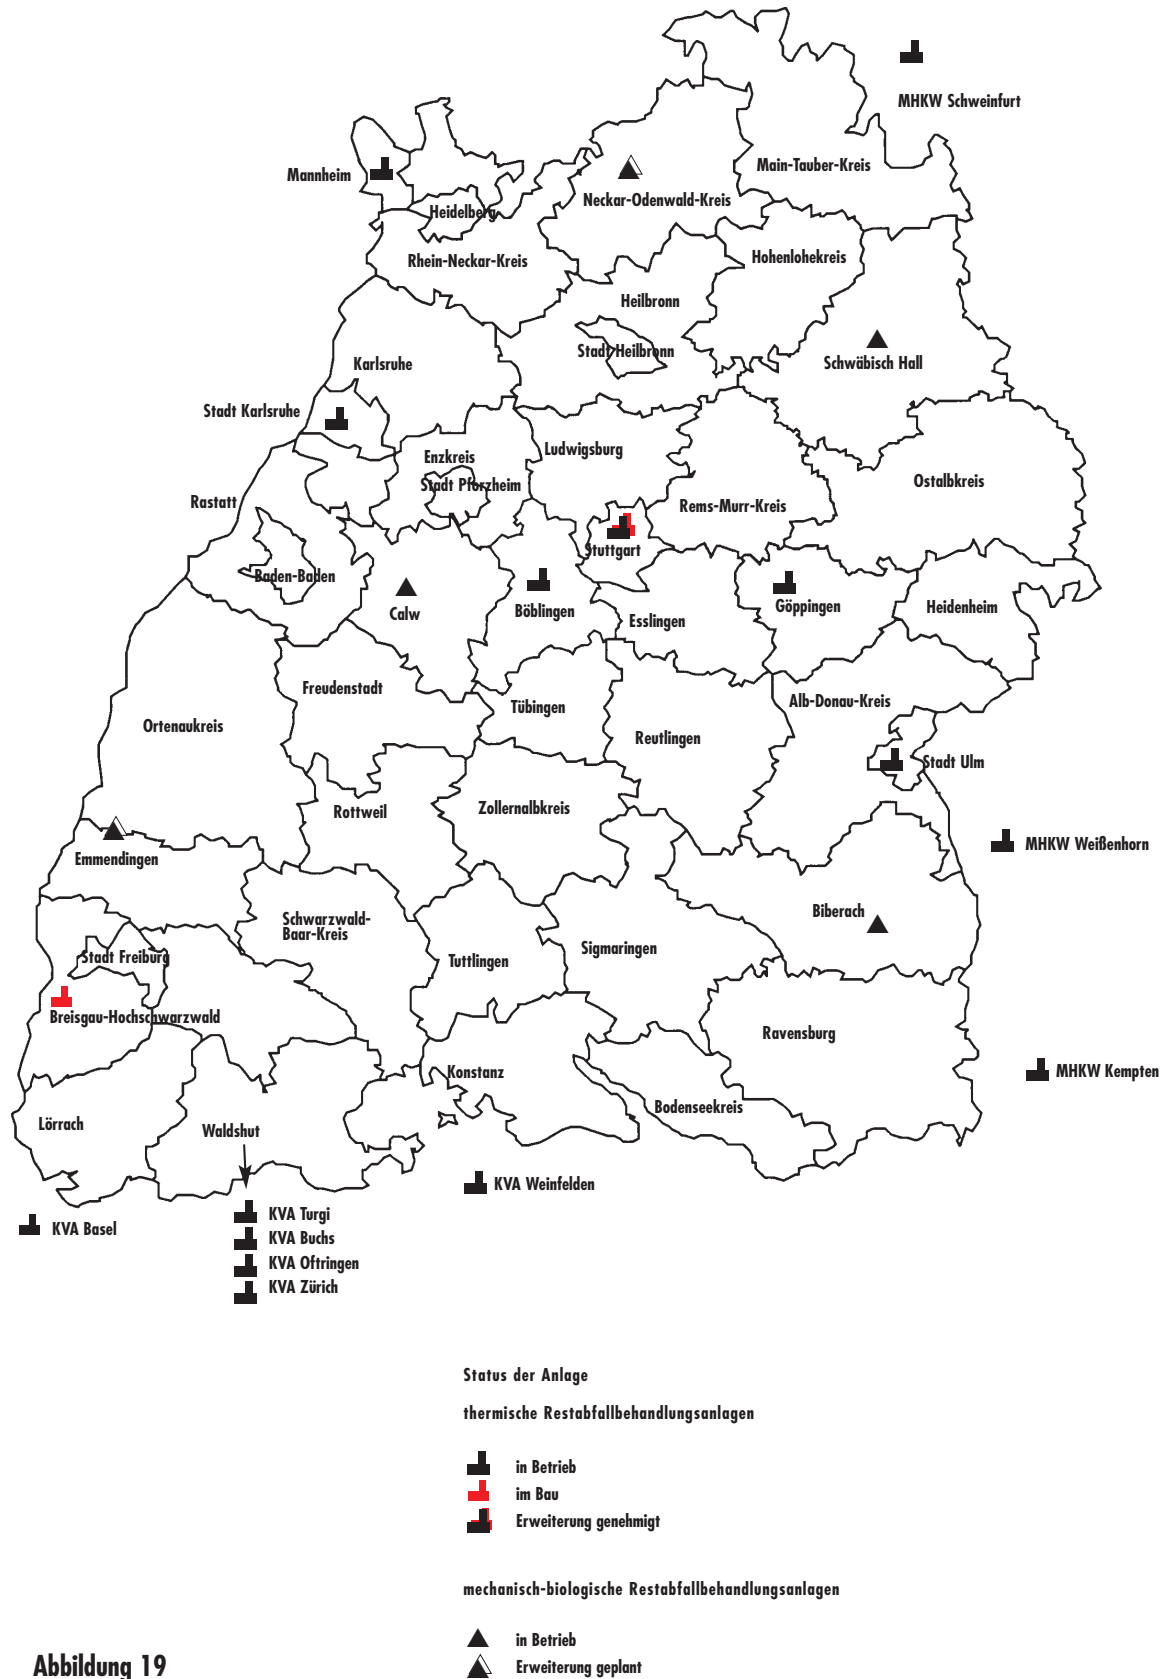 MHKW Schweinfurt
Main-Tauber-Kreis
Mannheim
Neckar-Odenwald-Kreis
Heidelberg
Hohenlohekreis
Rhein-Neckar-Kreis
Heilbronn
Stadt Heilbronn
Schwäbisch Hall
Karlsruhe
Stadt Karlsruhe
Ludwigsburg
Enzkreis
Ostalbkreis
Stadt Pforzheim
Rastatt
Rems-Murr-Kreis
Stuttgart
Baden-Baden
Calw
Böblingen
Esslingen
Göppingen
Heidenheim
Freudenstadt
Tübingen
Alb-Donau-Kreis
Ortenaukreis
Reutlingen
Stadt Ulm
Rottweil
Zollernalbkreis
MHKW Weißenhorn
Emmendingen
Schwarzwald-
Baar-Kreis
Biberach
Sigmaringen
Stadt Freiburg
Tuttlingen
Breisgau-Hochschwarzwald
Ravensburg
Konstanz
MHKW Kempten
Bodenseekreis
Lörrach
Waldshut
KVA Weinfelden
KVA Basel
KVA Turgi
KVA Buchs
KVA Oftringen
KVA Zürich
Status der Anlage
thermische Restabfallbehandlungsanlagen
in Betrieb
im Bau
Erweiterung genehmigt
mechanisch-biologische Restabfallbehandlungsanlagen
in Betrieb
Erweiterung geplant
Abbildung 19